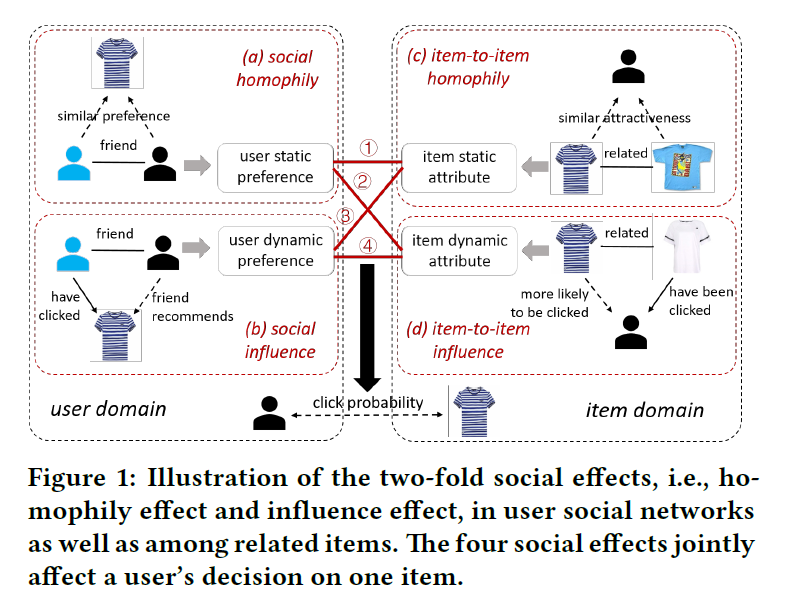 (a) social
homophily
similar preference
friend
user static
preference
(c) item-to-item
homophily
similar attractiveness
related
item static
attribute
①
②
③
④
friend
have
clicked
friend
recommends
user dynamic
preference
(b) social
influence
item dynamic
attribute
related
more likely
to be clicked
have been
clicked
(d) item-to-item
influence
user domain
click probability
item domain
Figure 1: Illustration of the two-fold social effects, i.e., ho-
mophily effect and influence effect, in user social networks
as well as among related items. The four social effects jointly
affect a user's decision on one item.